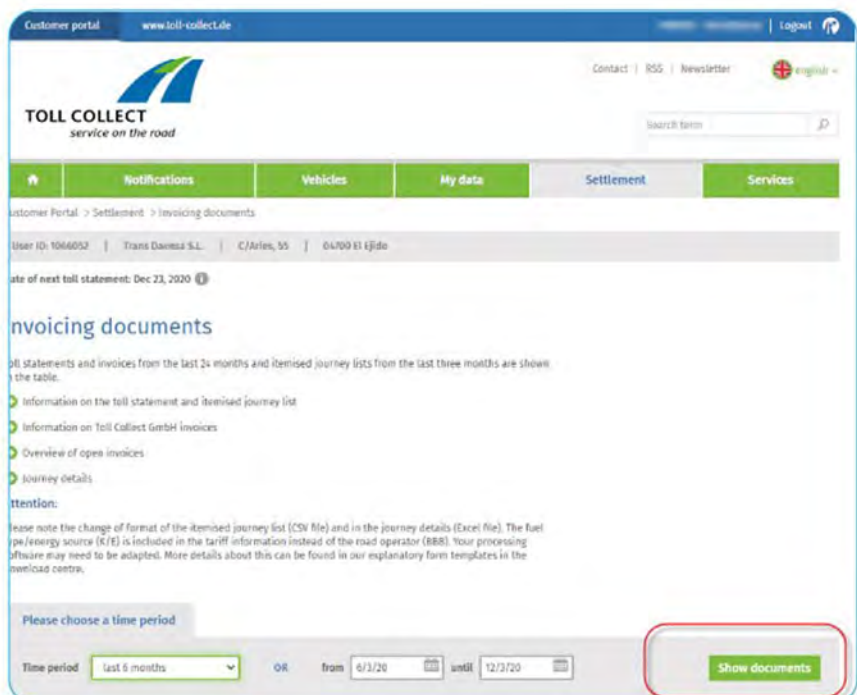 Customer portal www.toll-collect.de | Logout
Contact | RSS | Newsletter english
TOLL COLLECT
service on the road
Search term
Notifications Vehicles My data Settlement Services
ustomer Portal > Settlement > Invoicing documents
User ID: 1066052 | Trans Daimsa S.L. | C/Aries, 55 | 04700 El Ejido
ate of next toll statement: Dec 23, 2020
nvoicing documents
oll statements and invoices from the last 24 months and itemised journey lists from the last three months are shown
the table.
Information on the toll statement and itemised journey list
Information on Toll Collect GmbH invoices
Overview of open invoices
Journey details
ttention:
lease note the change of format of the itemised journey list (CSV file) and in the journey details (Excel file). The fuel
ype/energy source (K/E) is included in the tariff information instead of the road operator (BBB). Your processing
oftware may need to be adapted. More details about this can be found in our explanatory form templates in the
ownload centre.
Please choose a time period
Time period last 6 months OR from 6/3/20 until 12/3/20 Show documents